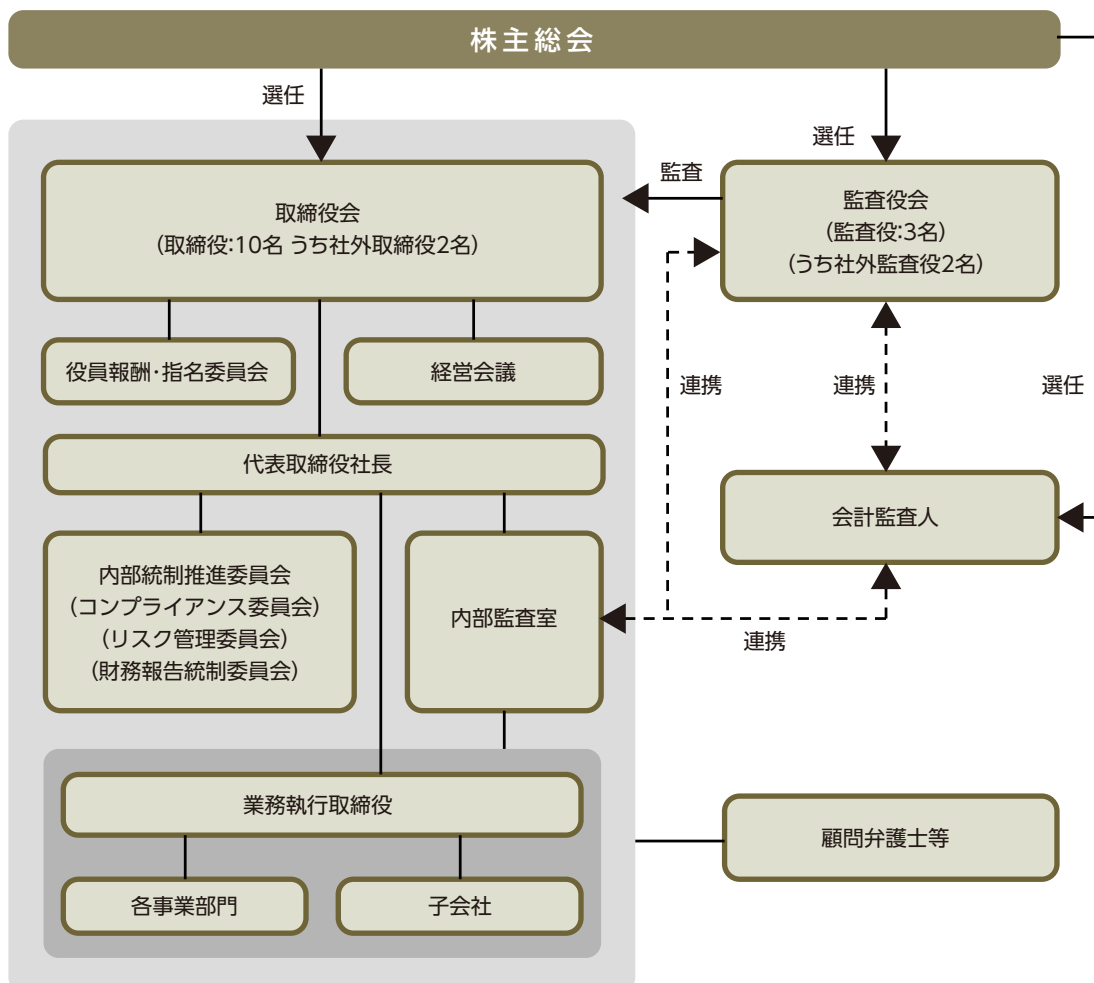 株主総会
選任
選任
取締役会
(取締役:10名 うち社外取締役2名)
監査
監査役会
(監査役:3名)
(うち社外監査役2名)
役員報酬・指名委員会
経営会議
連携
連携
選任
代表取締役社長
会計監査人
内部統制推進委員会
(コンプライアンス委員会)
(リスク管理委員会)
(財務報告統制委員会)
内部監査室
連携
業務執行取締役
顧問弁護士等
各事業部門
子会社